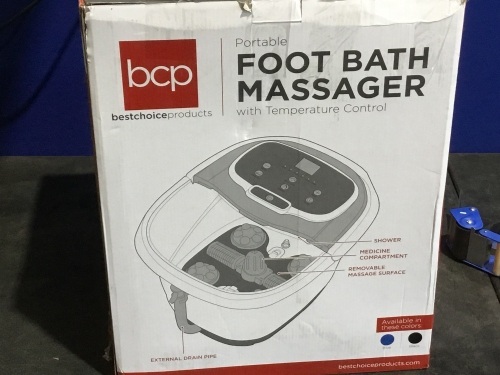 bcp
bestchoiceproducts
Portable
FOOT BATH
MASSAGER
with Temperature Control
SHOWER
MEDICINE
COMPARTMENT
REMOVABLE
MASSAGE SURFACE
EXTERNAL DRAIN PIPE
Available in
these colors:
bestchoiceproducts.com